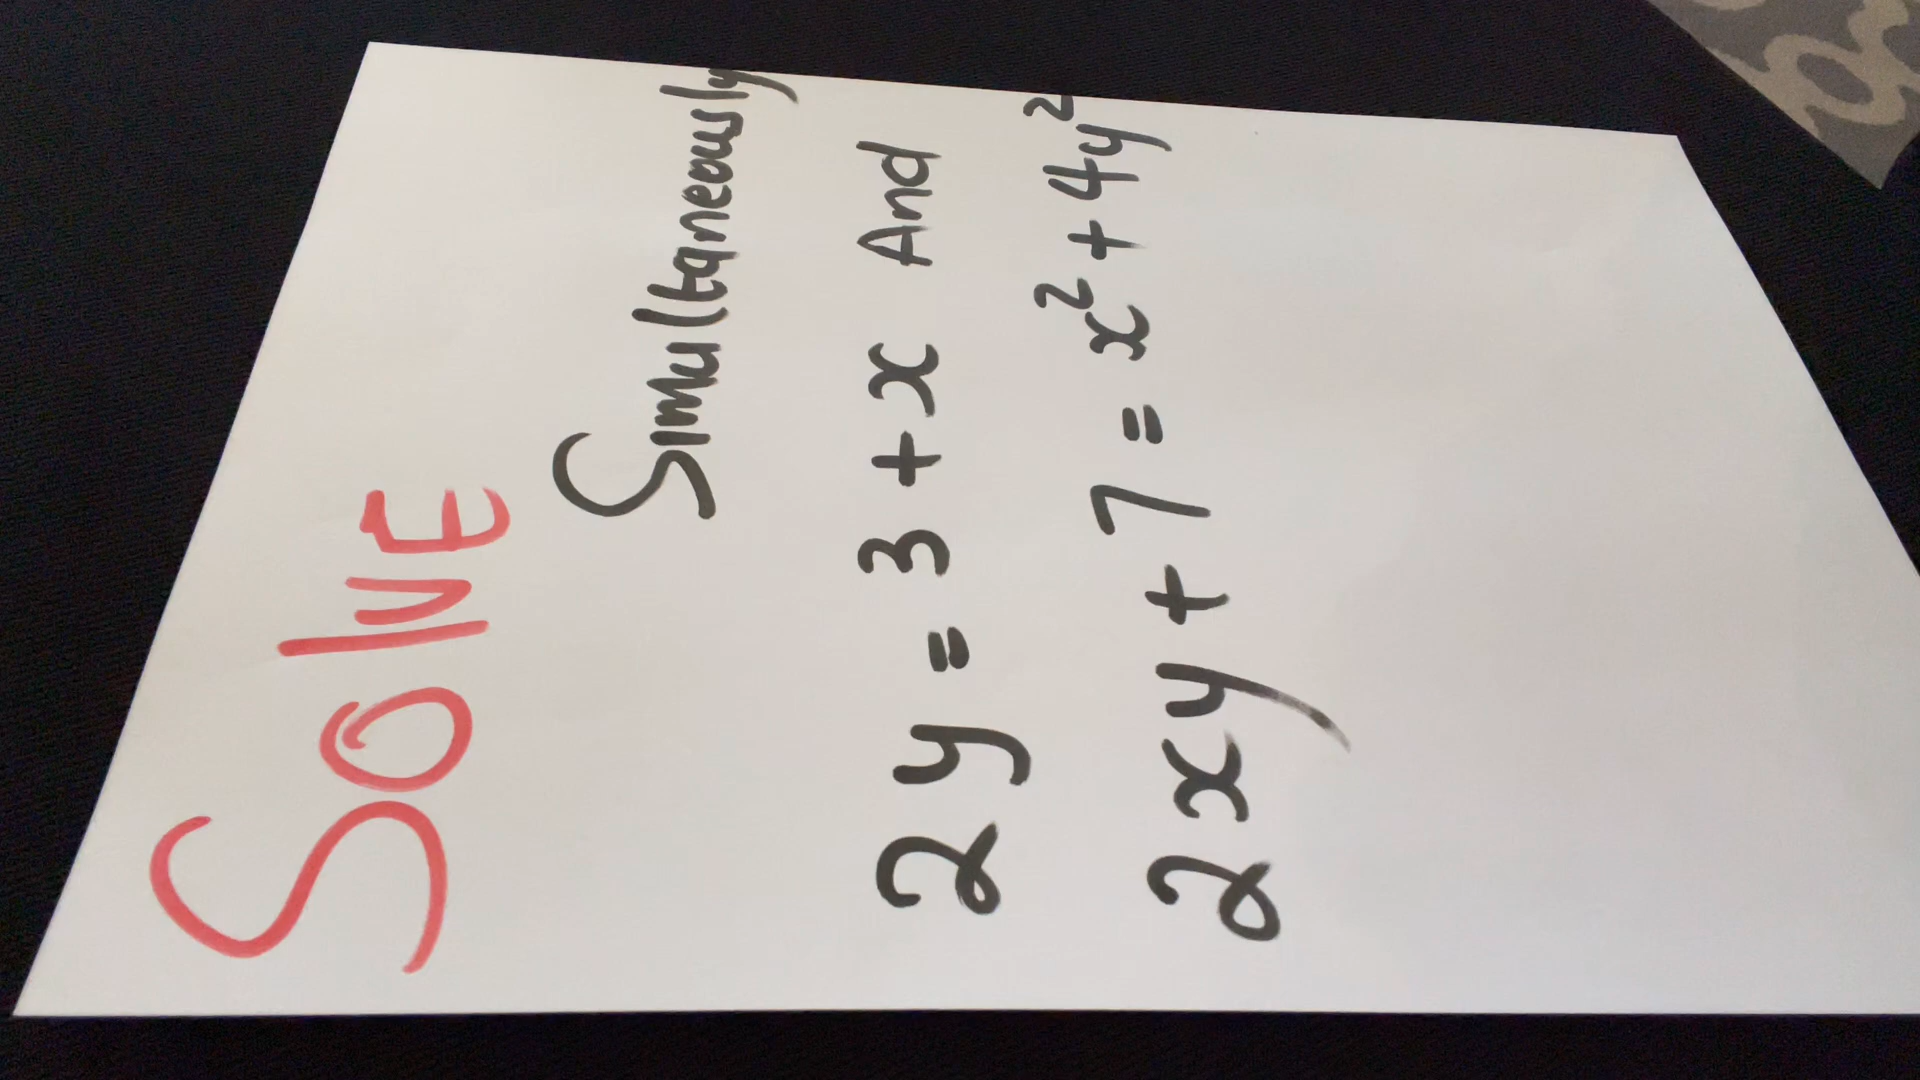 SOlVE
Simultaneously
2y = 3 + x And
2xy + 7 = x² + 4y²